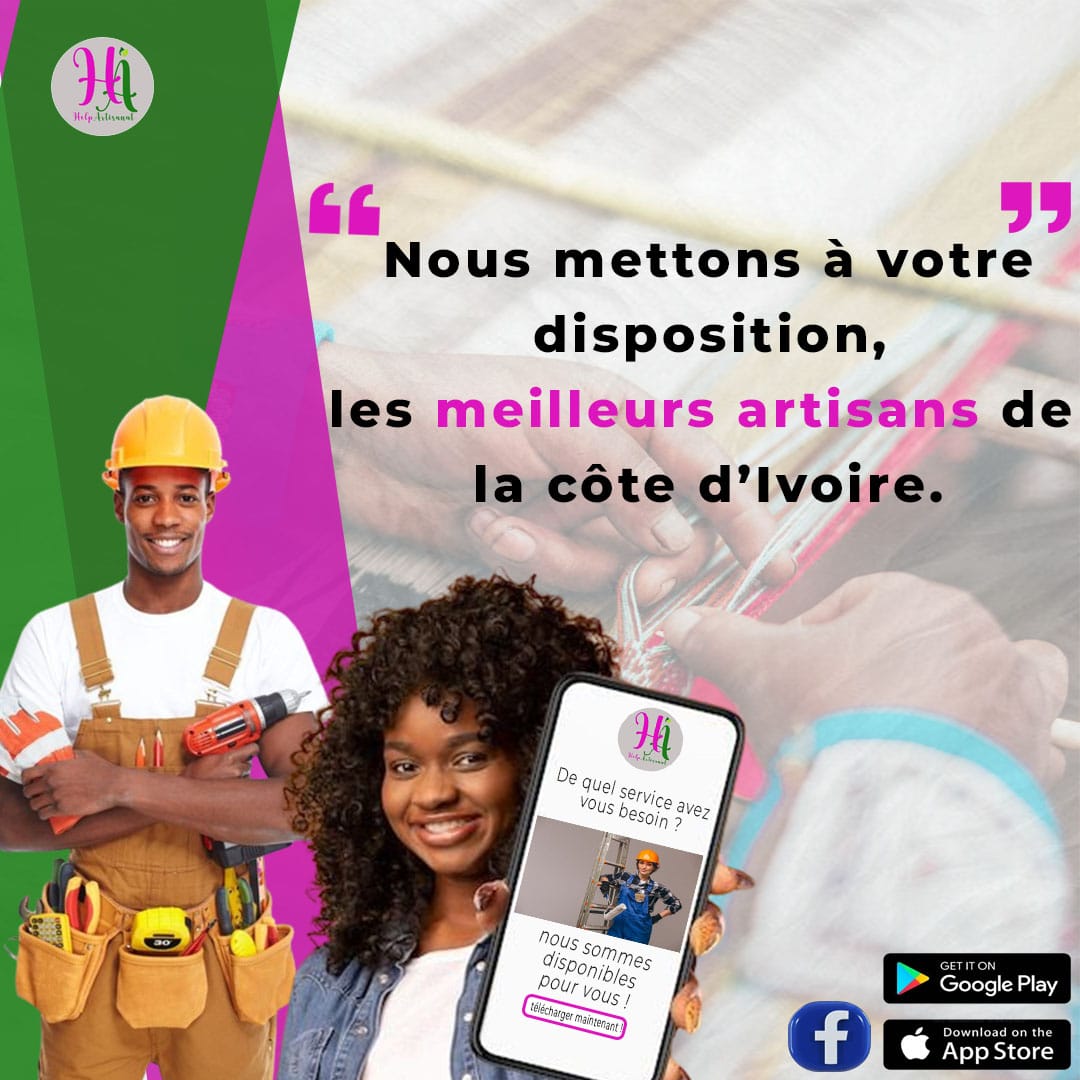 HA
Help Artisanat
“
”
Nous mettons à votre
disposition,
les meilleurs artisans de
la côte d’Ivoire.
HA
Help Artisanat
De quel service avez
vous besoin ?
nous sommes
disponibles
pour vous !
télécharger maintenant !
30'
GET IT ON
Google Play
f
Download on the
App Store